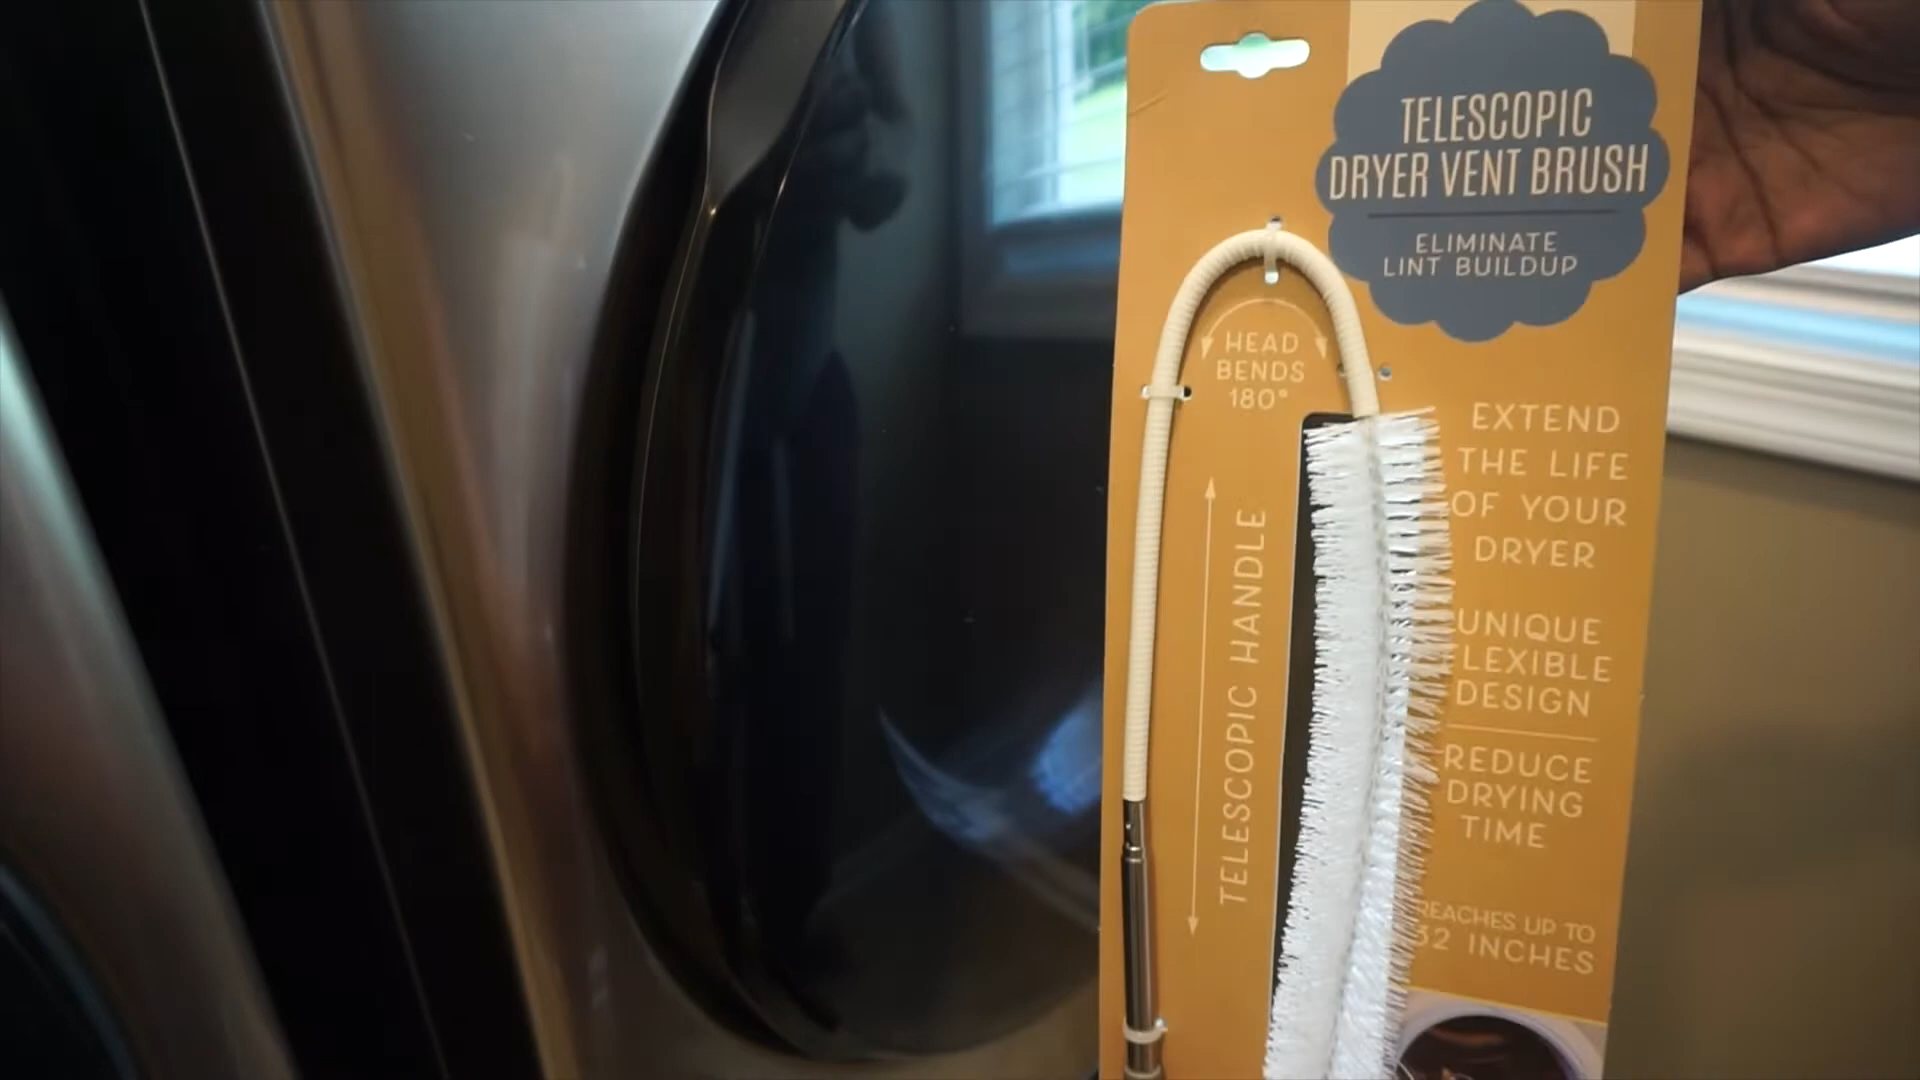 TELESCOPIC
DRYER VENT BRUSH
ELIMINATE
LINT BUILDUP
HEAD
BENDS
180°
TELESCOPIC HANDLE
EXTEND
THE LIFE
OF YOUR
DRYER
UNIQUE
FLEXIBLE
DESIGN
REDUCE
DRYING
TIME
REACHES UP TO
32 INCHES